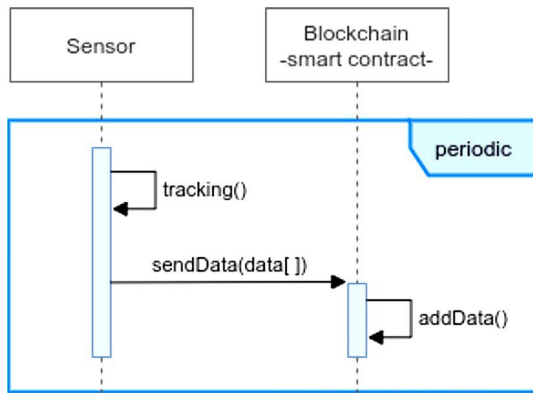 Sensor
Blockchain
-smart contract-
periodic
tracking()
sendData(data[ ])
addData()